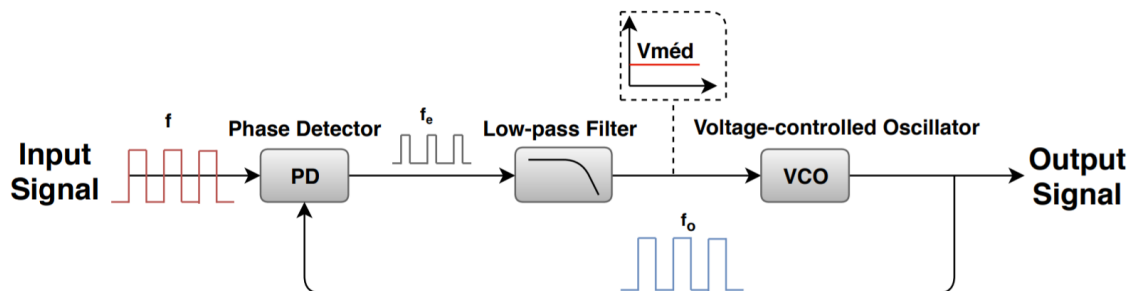 Vméd
f
Phase Detector
fe
Low-pass Filter
Voltage-controlled Oscillator
Input
Signal
PD
VCO
Output
Signal
fo